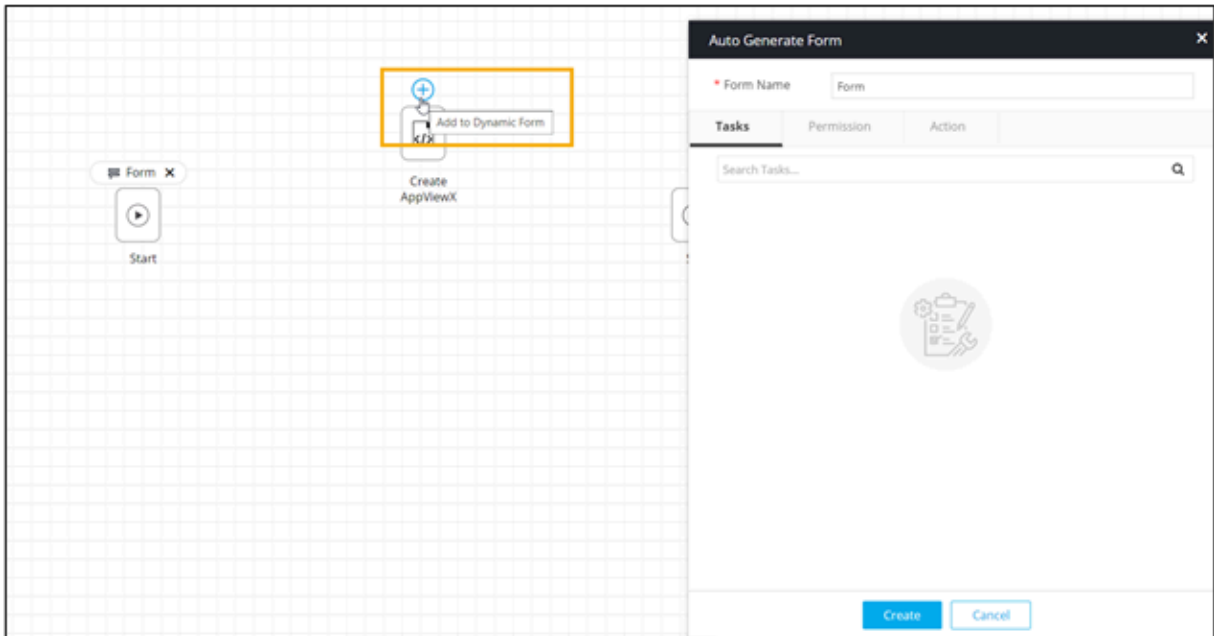 Auto Generate Form
* Form Name
Form
Tasks
Permission
Action
Search Tasks...
Add to Dynamic Form
</>
Create
AppViewX
Form
Start
Create
Cancel